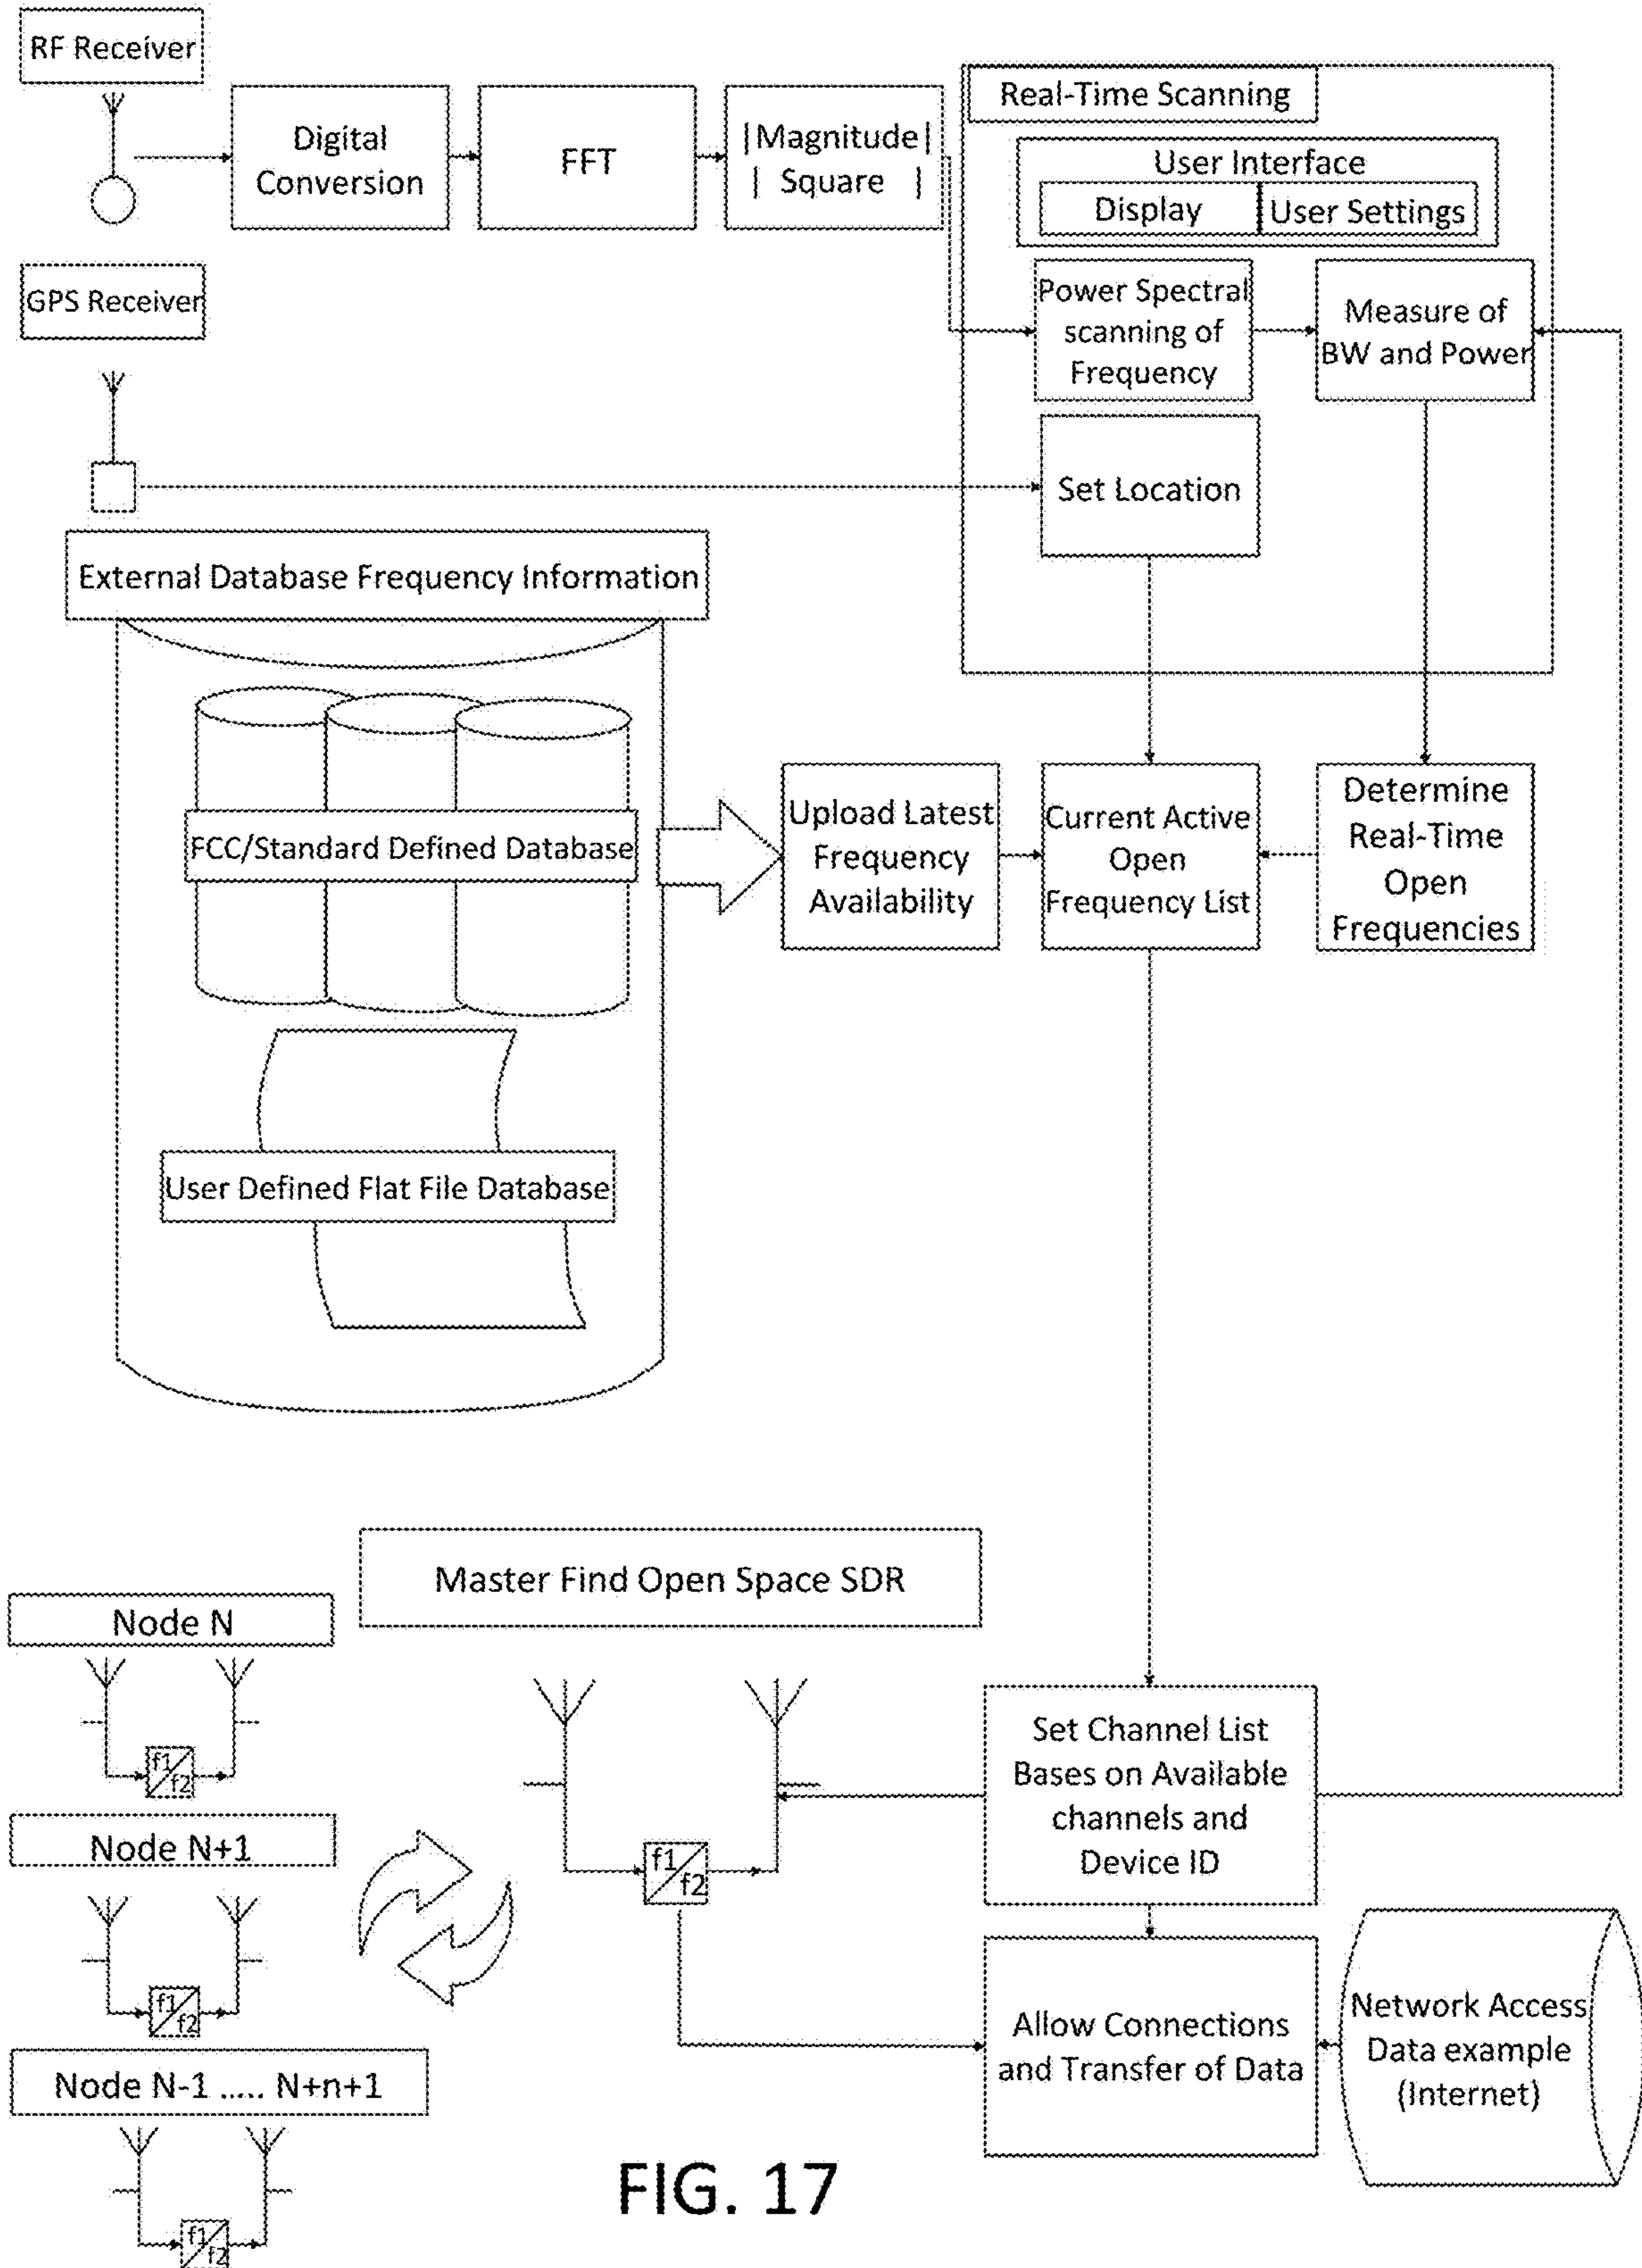 RF Receiver
Digital
Conversion
FFT
|Magnitude|
| Square |
Real-Time Scanning
User Interface
Display
User Settings
GPS Receiver
Power Spectral
scanning of
Frequency
Measure of
BW and Power
Set Location
External Database Frequency Information
FCC/Standard Defined Database
Upload Latest
Frequency
Availability
Current Active
Open
Frequency List
Determine
Real-Time
Open
Frequencies
User Defined Flat File Database
Master Find Open Space SDR
Node N
f1
f2
Node N+1
f1
f2
Node N-1 ..... N+n+1
f1
f2
f1
f2
Set Channel List
Bases on Available
channels and
Device ID
Allow Connections
and Transfer of Data
Network Access
Data example
(Internet)
FIG. 17